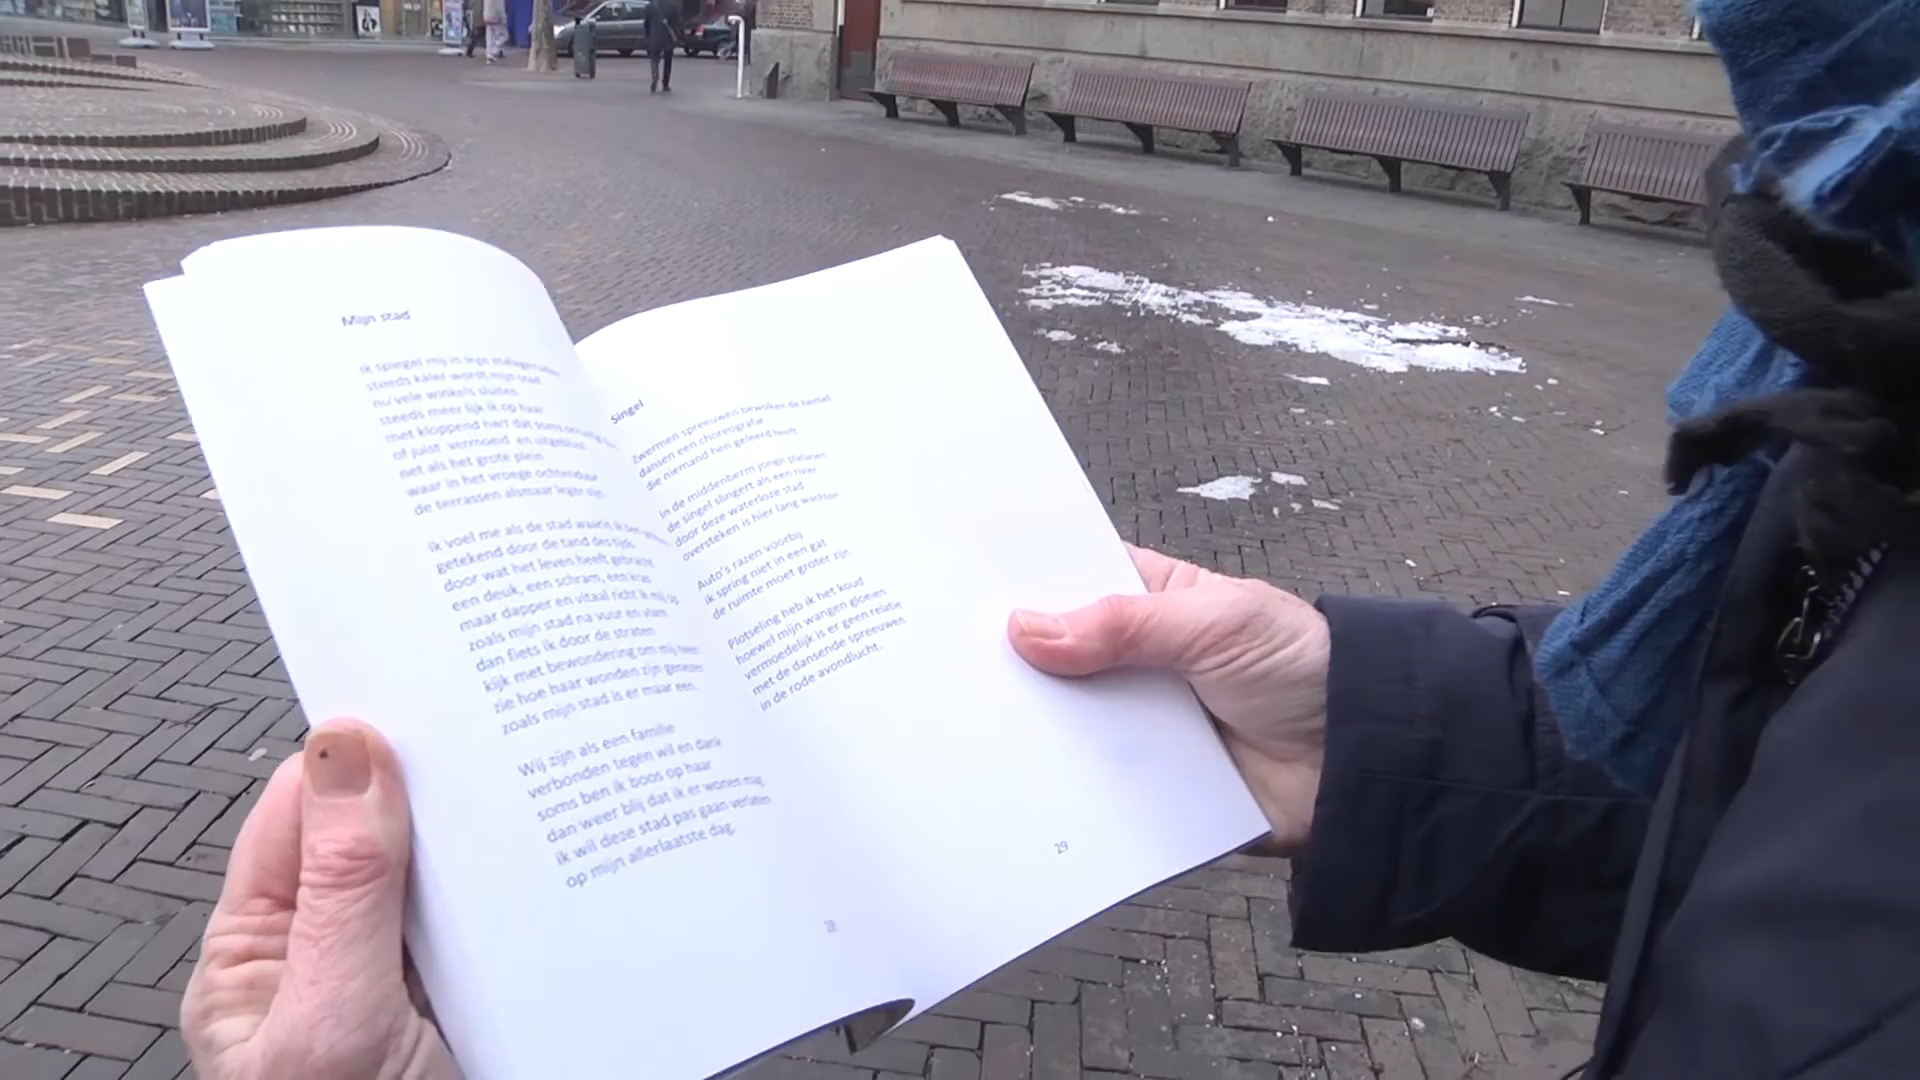 Mijn stad
Ik spiegel mij in lege etalageruiten
steeds kaler wordt mijn stad
nu vele winkels sluiten
steeds meer lijk ik op haar
met kloppend hart dat soms
of juist vermoeid en uitgeblust
net als het grote plein
waar in het vroege ochtenduur
de terrassen alsmaar leger zijn
Ik voel me als de stad waarin ik ben
getekend door de tand des tijds
door wat het leven heeft gebracht
een deuk, een schram, een kras
maar dapper en vitaal richt ik mij op
zoals mijn stad na vuur en vlam
dan fiets ik door de straten
kijk met bewondering om mij heen
zie hoe haar wonden zijn genezen
zoals mijn stad is er maar een.
Wij zijn als een familie
verbonden tegen wil en dank
soms ben ik boos op haar
dan weer blij dat ik er wonen mag
ik wil deze stad pas gaan verlaten
op mijn allerlaatste dag.
28
Singel
Zwermen spreeuwen bewolken de hemel
dansen een choreografie
die niemand hen geleerd heeft.
In de middenberm jonge platanen
de singel slingert als een rivier
door deze waterloze stad
oversteken is hier lang wachten
Auto's razen voorbij
ik spring niet in een gat
de ruimte moet groter zijn
Plotseling heb ik het koud
hoewel mijn wangen gloeien
vermoedelijk is er geen relatie
met de dansende spreeuwen
in de rode avondlucht.
29